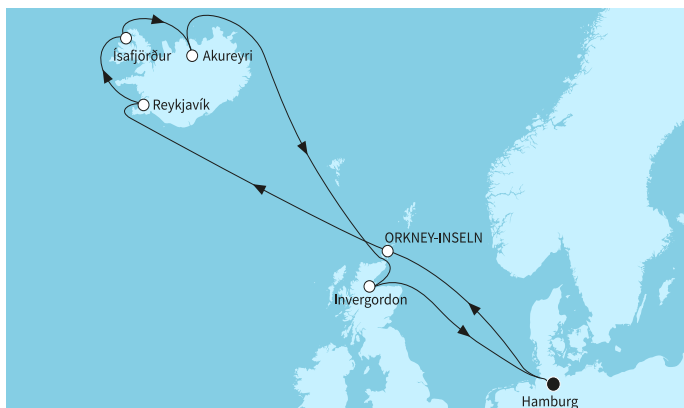 Ísafjörður
Akureyri
Reykjavík
ORKNEY-INSELN
Invergordon
Hamburg